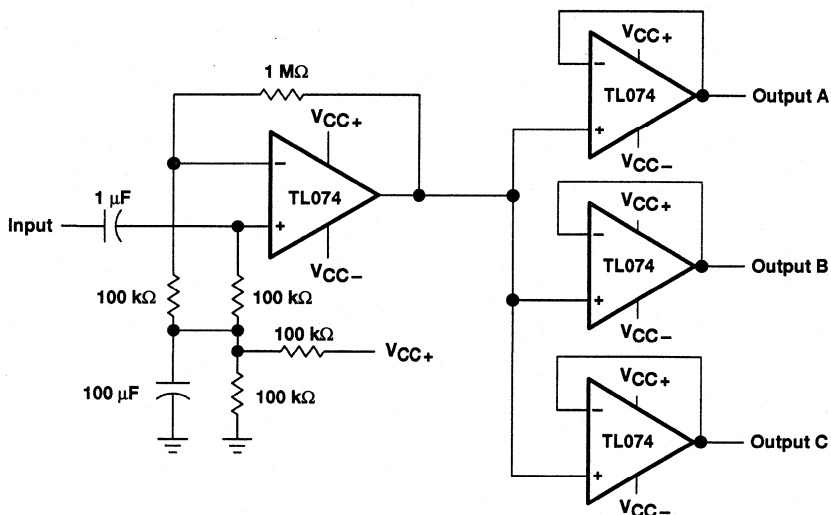 1 MΩ
VCC+
−
TL074
+
VCC−
Input
1 μF
100 kΩ
100 kΩ
100 kΩ
VCC+
100 μF
100 kΩ
VCC+
−
TL074
+
VCC−
Output A
VCC+
−
TL074
+
VCC−
Output B
VCC+
−
TL074
+
VCC−
Output C